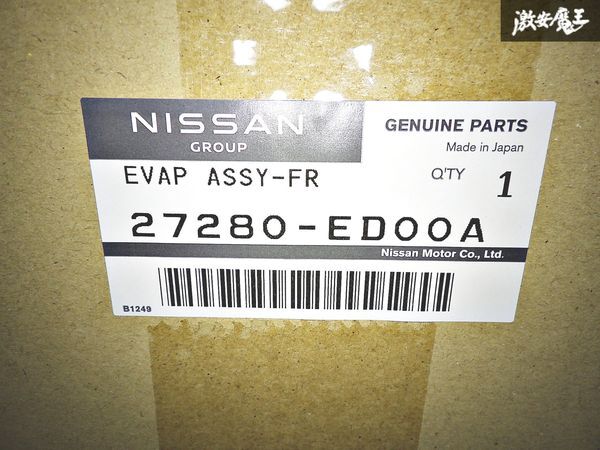 激安魔王
NISSAN
GROUP
GENUINE PARTS
Made in Japan
EVAP ASSY-FR
Q'TY 1
27280-ED00A
Nissan Motor Co., Ltd.
B1249